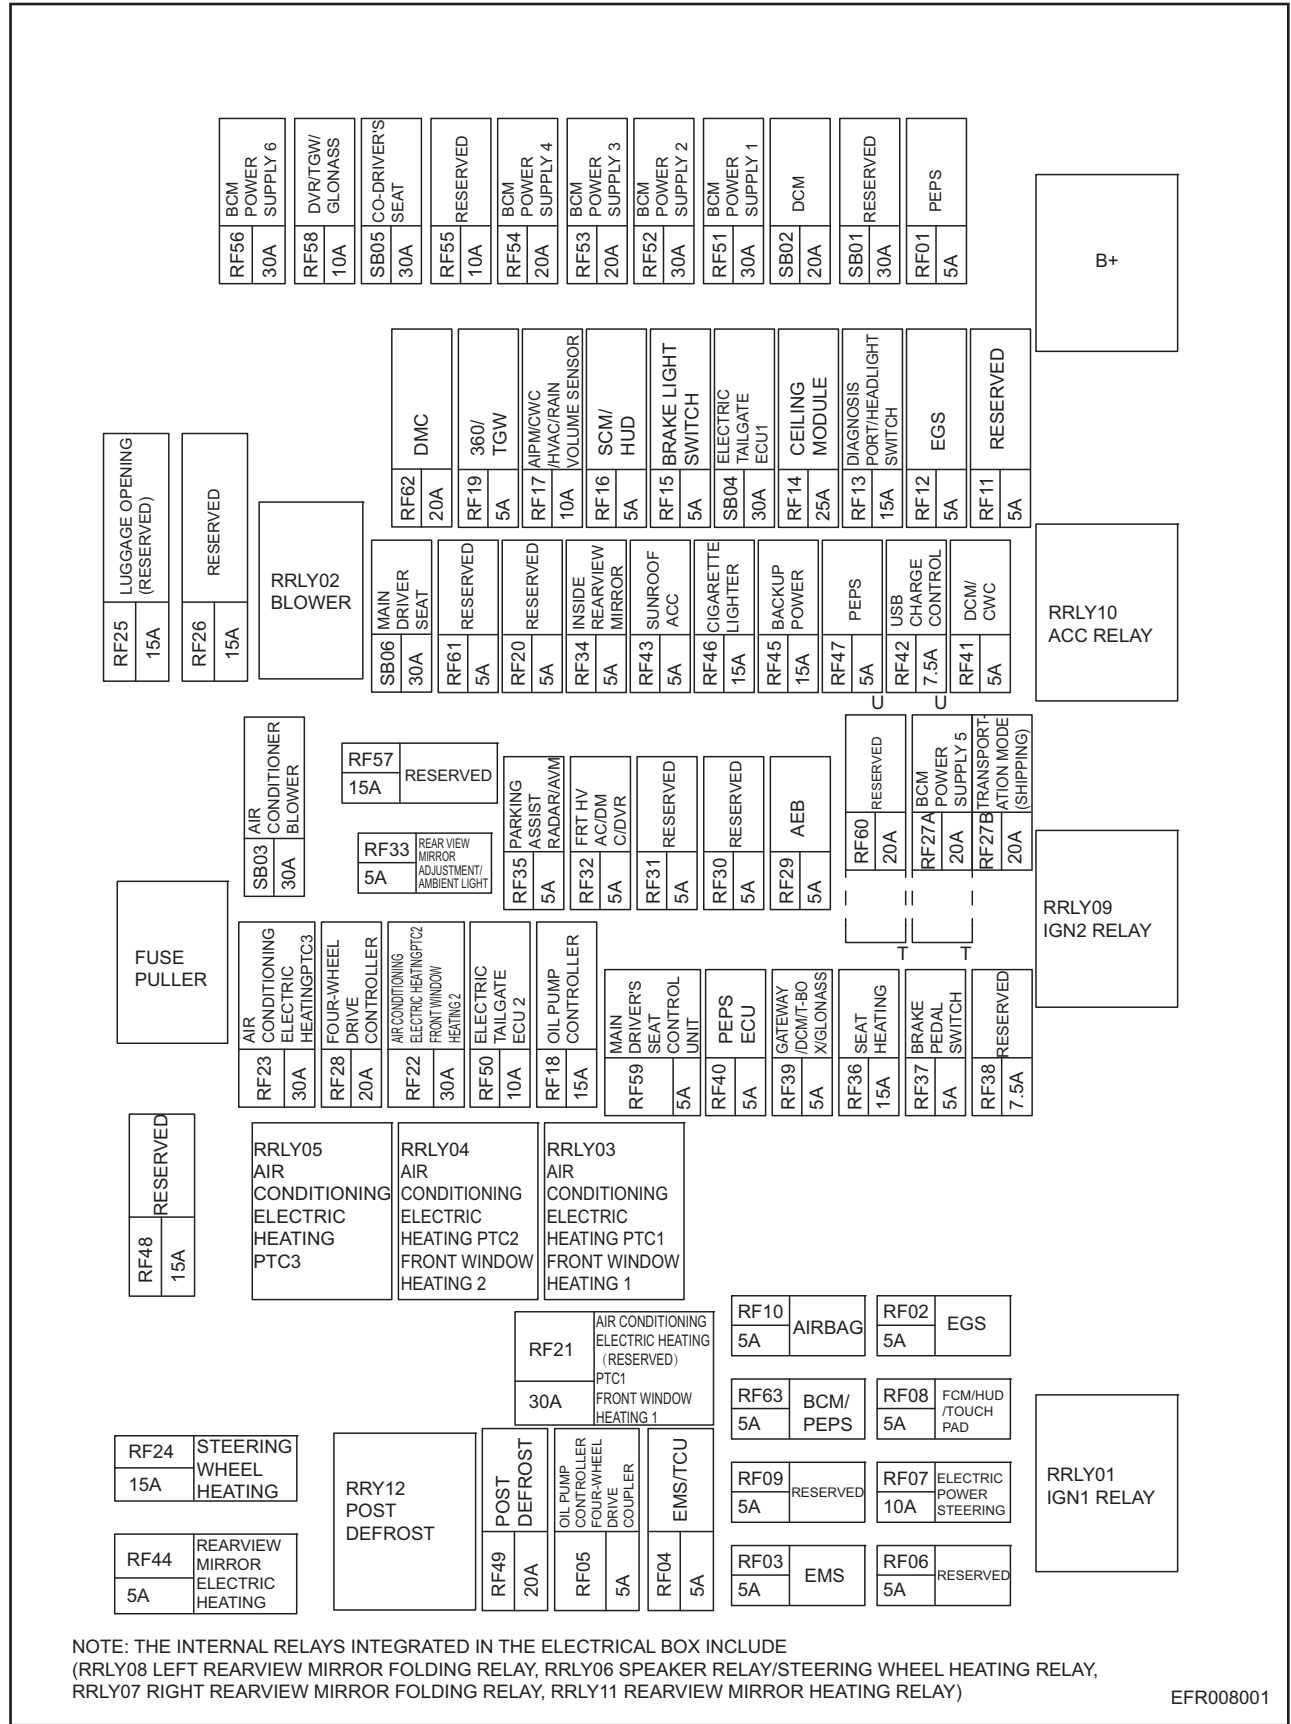 BCM
POWER
SUPPLY 6
RF56
30A
DVR/TGW/
GLONASS
RF58
10A
CO-DRIVER'S
SEAT
SB05
30A
RESERVED
RF55
10A
BCM
POWER
SUPPLY 4
RF54
20A
BCM
POWER
SUPPLY 3
RF53
20A
BCM
POWER
SUPPLY 2
RF52
30A
BCM
POWER
SUPPLY 1
RF51
30A
DCM
SB02
20A
RESERVED
SB01
30A
PEPS
RF01
5A
B+
DMC
RF62
20A
360/
TGW
RF19
5A
AIPM/CWC
/HVAC/RAIN
VOLUME SENSOR
RF17
10A
SCM/
HUD
RF16
5A
BRAKE LIGHT
SWITCH
RF15
5A
ELECTRIC
TAILGATE
ECU1
SB04
30A
CEILING
MODULE
RF14
25A
DIAGNOSIS
PORT/HEADLIGHT
SWITCH
RF13
15A
EGS
RF12
5A
RESERVED
RF11
5A
LUGGAGE OPENING
(RESERVED)
RF25
15A
RESERVED
RF26
15A
RRLY02
BLOWER
MAIN
DRIVER
SEAT
SB06
30A
RESERVED
RF61
5A
RESERVED
RF20
5A
INSIDE
REARVIEW
MIRROR
RF34
5A
SUNROOF
ACC
RF43
5A
CIGARETTE
LIGHTER
RF46
15A
BACKUP
POWER
RF45
15A
PEPS
RF47
5A
USB
CHARGE
CONTROL
RF42
7.5A
DCM/
CWC
RF41
5A
RRLY10
ACC RELAY
U
U
AIR
CONDITIONER
BLOWER
SB03
30A
RF57
15A
RESERVED
RF33
5A
REAR VIEW
MIRROR
ADJUSTMENT/
AMBIENT LIGHT
PARKING
ASSIST
RADAR/AVM
RF35
5A
FRT HV
AC/DM
C/DVR
RF32
5A
RESERVED
RF31
5A
RESERVED
RF30
5A
AEB
RF29
5A
RESERVED
RF60
20A
BCM
POWER
SUPPLY 5
RF27A
20A
TRANSPORT-
ATION MODE
(SHIPPING)
RF27B
20A
T
T
RRLY09
IGN2 RELAY
FUSE
PULLER
AIR
CONDITIONING
ELECTRIC
HEATINGPTC3
RF23
30A
FOUR-WHEEL
DRIVE
CONTROLLER
RF28
20A
AIR CONDITIONING
ELECTRIC HEATINGPTC2
FRONT WINDOW
HEATING 2
RF22
30A
ELECTRIC
TAILGATE
ECU 2
RF50
10A
OIL PUMP
CONTROLLER
RF18
15A
MAIN
DRIVER'S
SEAT
CONTROL
UNIT
RF59
5A
PEPS
ECU
RF40
5A
GATEWAY
/DCM/T-BO
X/GLONASS
RF39
5A
SEAT
HEATING
RF36
15A
BRAKE
PEDAL
SWITCH
RF37
5A
RESERVED
RF38
7.5A
RESERVED
RF48
15A
RRLY05
AIR
CONDITIONING
ELECTRIC
HEATING
PTC3
RRLY04
AIR
CONDITIONING
ELECTRIC
HEATING PTC2
FRONT WINDOW
HEATING 2
RRLY03
AIR
CONDITIONING
ELECTRIC
HEATING PTC1
FRONT WINDOW
HEATING 1
RF21
30A
AIR CONDITIONING
ELECTRIC HEATING
（RESERVED）
PTC1
FRONT WINDOW
HEATING 1
RF10
5A
AIRBAG
RF02
5A
EGS
RF63
5A
BCM/
PEPS
RF08
5A
FCM/HUD
/TOUCH
PAD
RF09
5A
RESERVED
RF07
10A
ELECTRIC
POWER
STEERING
RF03
5A
EMS
RF06
5A
RESERVED
RRLY01
IGN1 RELAY
RF24
15A
STEERING
WHEEL
HEATING
RF44
5A
REARVIEW
MIRROR
ELECTRIC
HEATING
RRY12
POST
DEFROST
POST
DEFROST
RF49
20A
OIL PUMP
CONTROLLER
FOUR-WHEEL
DRIVE
COUPLER
RF05
5A
EMS/TCU
RF04
5A
NOTE: THE INTERNAL RELAYS INTEGRATED IN THE ELECTRICAL BOX INCLUDE
(RRLY08 LEFT REARVIEW MIRROR FOLDING RELAY, RRLY06 SPEAKER RELAY/STEERING WHEEL HEATING RELAY,
RRLY07 RIGHT REARVIEW MIRROR FOLDING RELAY, RRLY11 REARVIEW MIRROR HEATING RELAY)
EFR008001